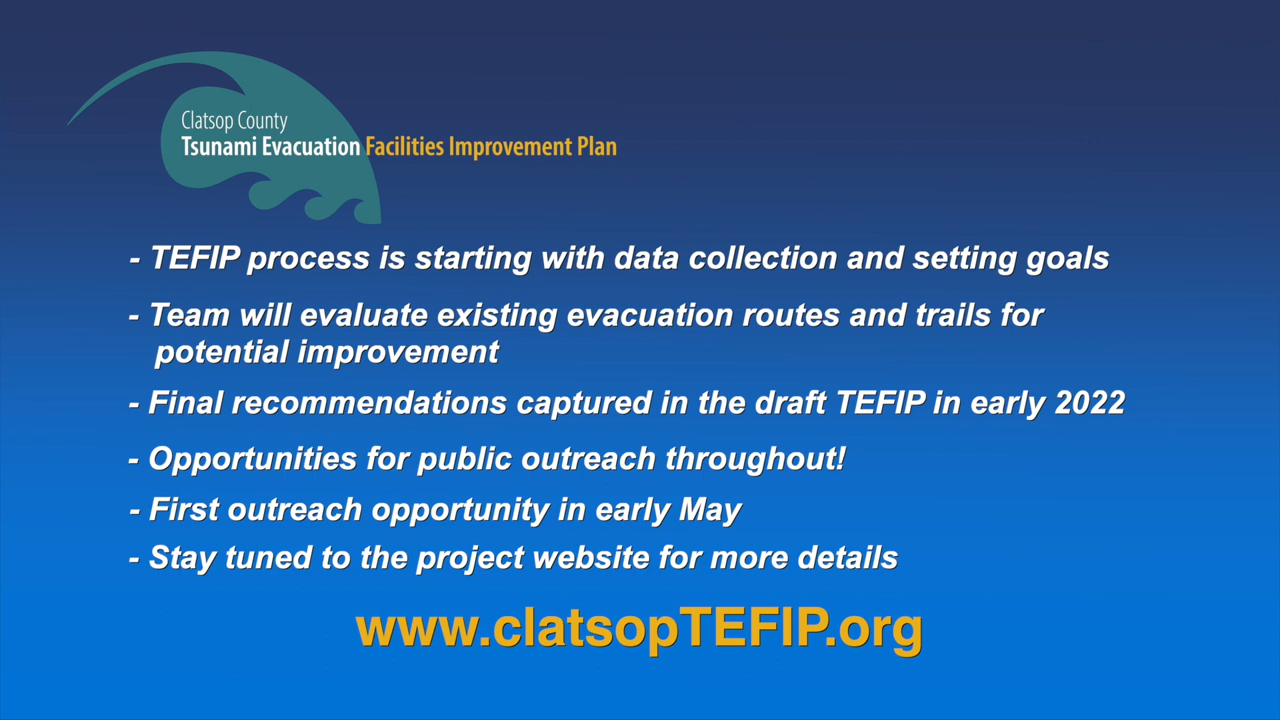 Clatsop County
Tsunami Evacuation Facilities Improvement Plan
- TEFIP process is starting with data collection and setting goals
- Team will evaluate existing evacuation routes and trails for
potential improvement
- Final recommendations captured in the draft TEFIP in early 2022
- Opportunities for public outreach throughout!
- First outreach opportunity in early May
- Stay tuned to the project website for more details
www.clatsopTEFIP.org